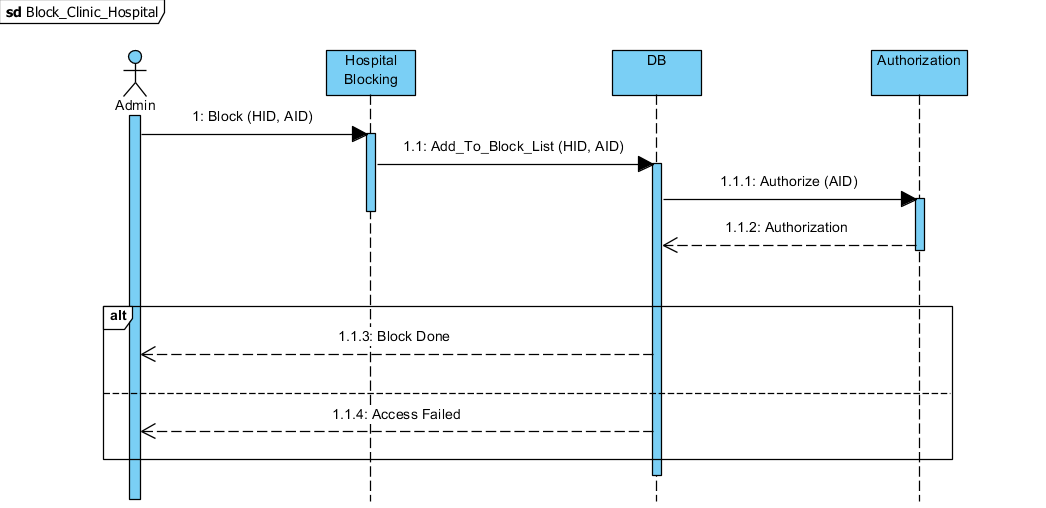 sd Block_Clinic_Hospital
Hospital
Blocking
DB
Authorization
Admin
1: Block (HID, AID)
1.1: Add_To_Block_List (HID, AID)
1.1.1: Authorize (AID)
1.1.2: Authorization
alt
1.1.3: Block Done
1.1.4: Access Failed